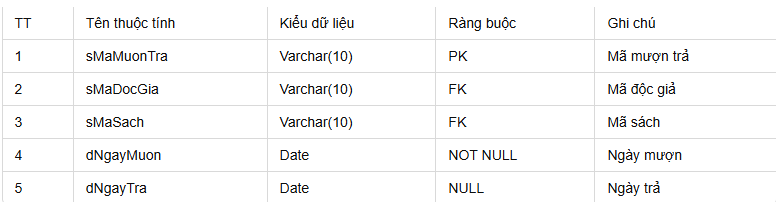 TT Tên thuộc tính Kiểu dữ liệu Ràng buộc Ghi chú
1 sMaMuonTra Varchar(10) PK Mã mượn trả
2 sMaDocGia Varchar(10) FK Mã độc giả
3 sMaSach Varchar(10) FK Mã sách
4 dNgayMuon Date NOT NULL Ngày mượn
5 dNgayTra Date NULL Ngày trả